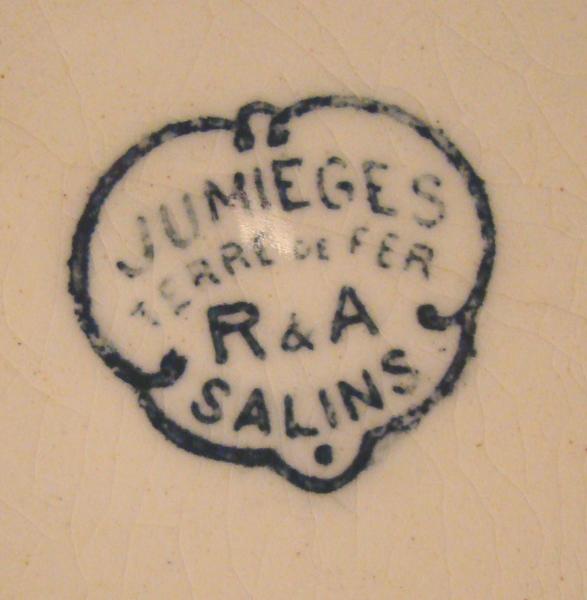 JUMIEGES
TERRE DE FER
R & A
SALINS